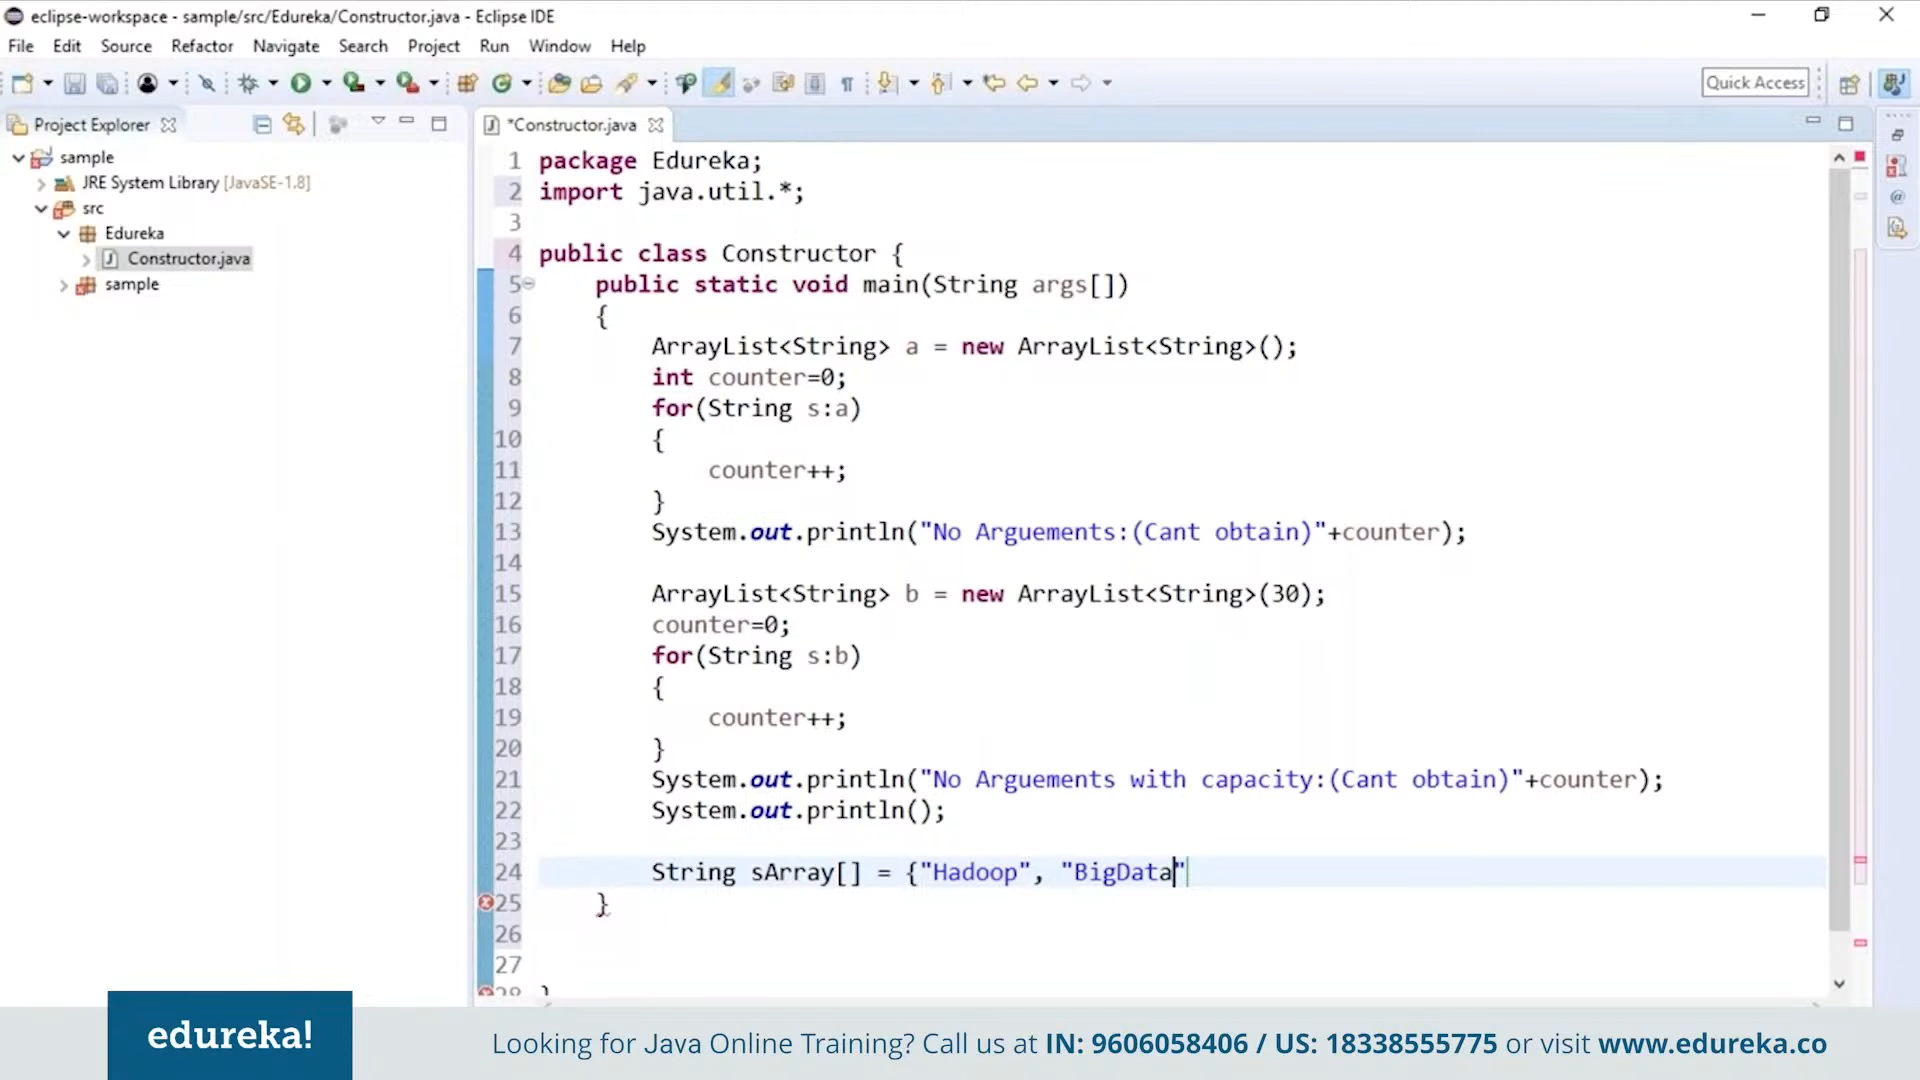 eclipse-workspace - sample/src/Edureka/Constructor.java - Eclipse IDE
File Edit Source Refactor Navigate Search Project Run Window Help
Quick Access
Project Explorer
*Constructor.java
sample
JRE System Library [JavaSE-1.8]
src
Edureka
Constructor.java
sample
1 package Edureka;
2 import java.util.*;
3
4 public class Constructor {
5 public static void main(String args[])
6 {
7 ArrayList<String> a = new ArrayList<String>();
8 int counter=0;
9 for(String s:a)
10 {
11 counter++;
12 }
13 System.out.println("No Arguements:(Cant obtain)"+counter);
14
15 ArrayList<String> b = new ArrayList<String>(30);
16 counter=0;
17 for(String s:b)
18 {
19 counter++;
20 }
21 System.out.println("No Arguements with capacity:(Cant obtain)"+counter);
22 System.out.println();
23
24 String sArray[] = {"Hadoop", "BigData"
25 }
26
27
28 }
edureka!
Looking for Java Online Training? Call us at IN: 9606058406 / US: 18338555775 or visit www.edureka.co